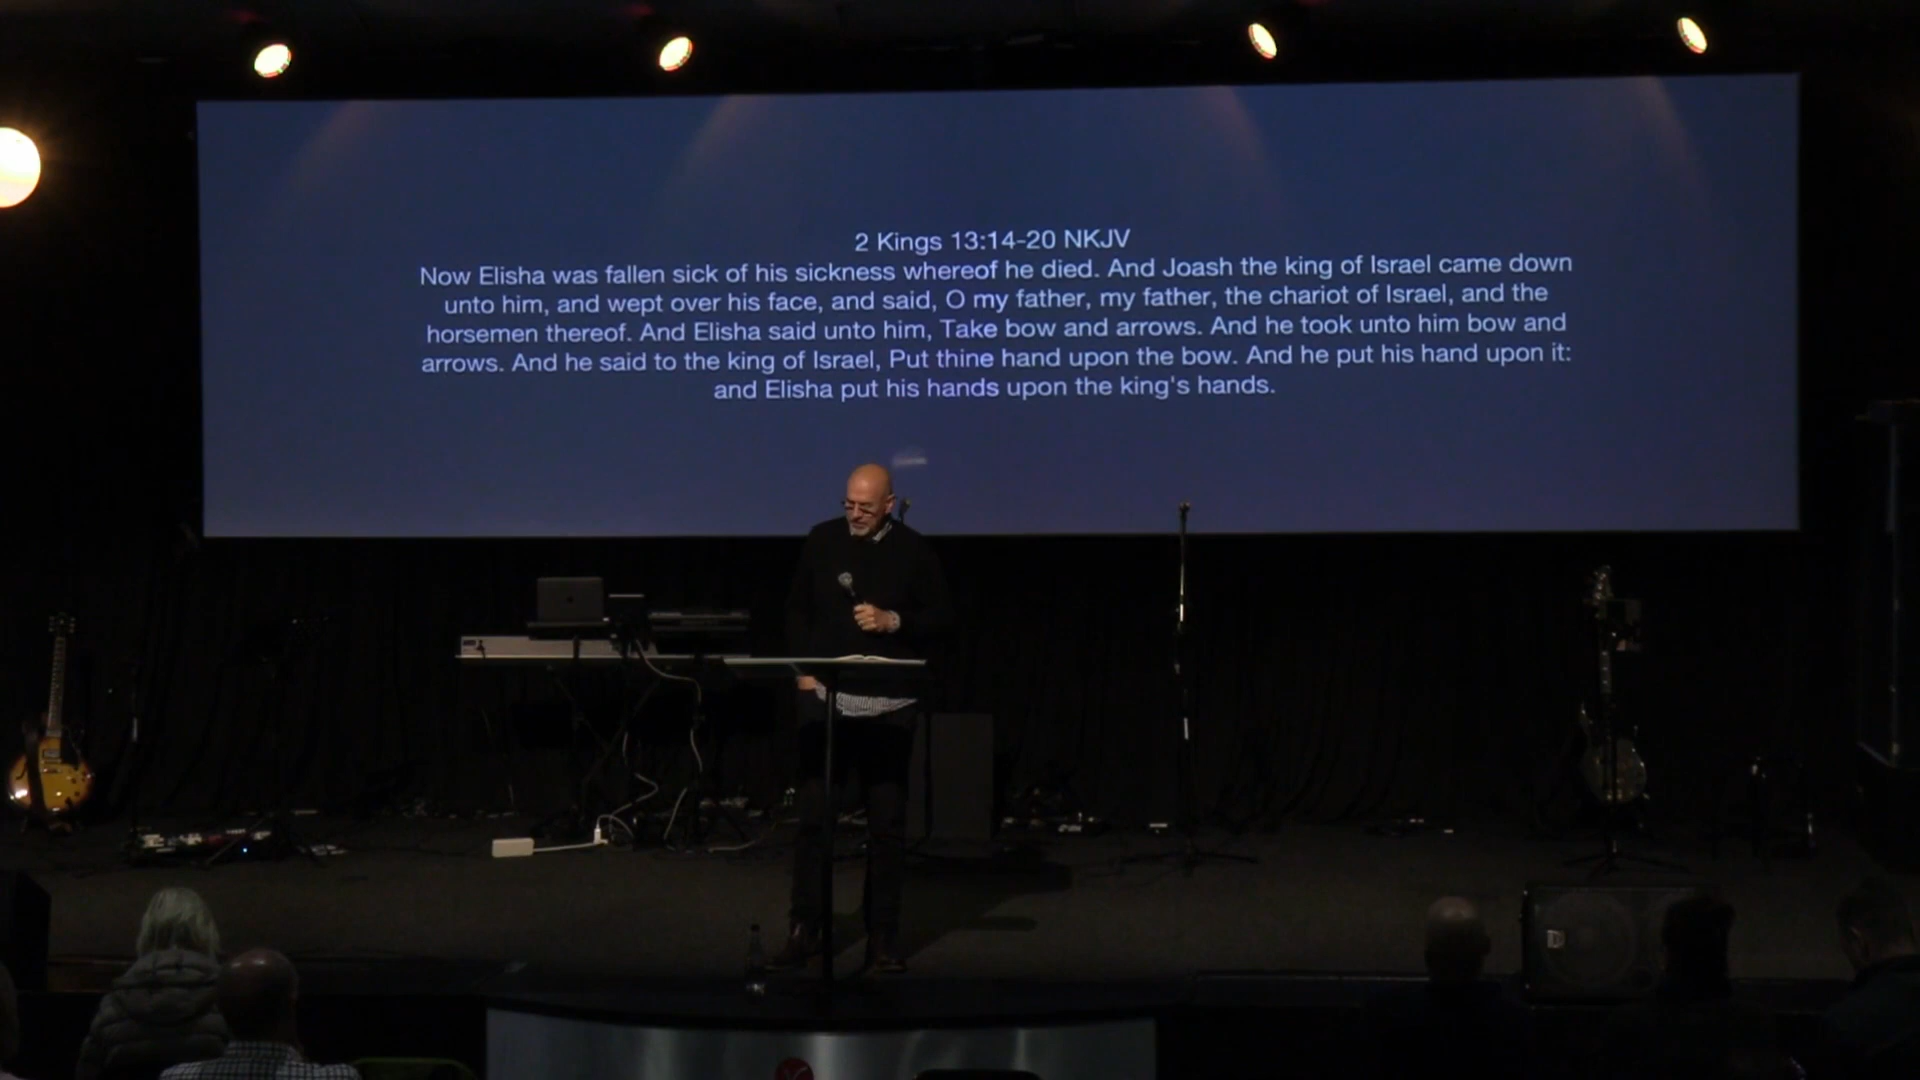 2 Kings 13:14-20 NKJV
Now Elisha was fallen sick of his sickness whereof he died. And Joash the king of Israel came down
unto him, and wept over his face, and said, O my father, my father, the chariot of Israel, and the
horsemen thereof. And Elisha said unto him, Take bow and arrows. And he took unto him bow and
arrows. And he said to the king of Israel, Put thine hand upon the bow. And he put his hand upon it:
and Elisha put his hands upon the king's hands.